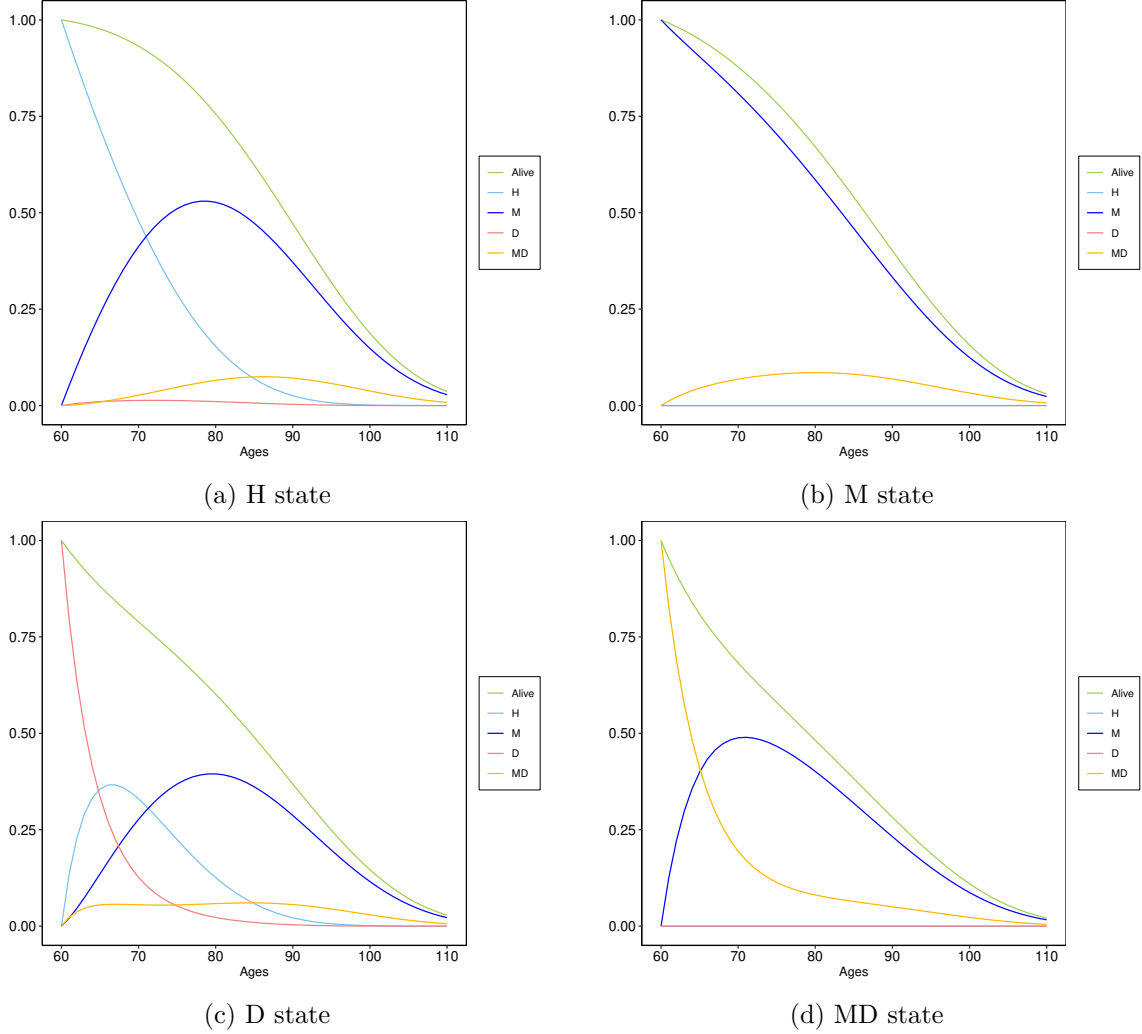 1.00
0.75
0.50
0.25
0.00
60 70 80 90 100 110
Ages
Alive
H
M
D
MD
(a) H state
1.00
0.75
0.50
0.25
0.00
60 70 80 90 100 110
Ages
Alive
H
M
D
MD
(b) M state
1.00
0.75
0.50
0.25
0.00
60 70 80 90 100 110
Ages
Alive
H
M
D
MD
(c) D state
1.00
0.75
0.50
0.25
0.00
60 70 80 90 100 110
Ages
Alive
H
M
D
MD
(d) MD state